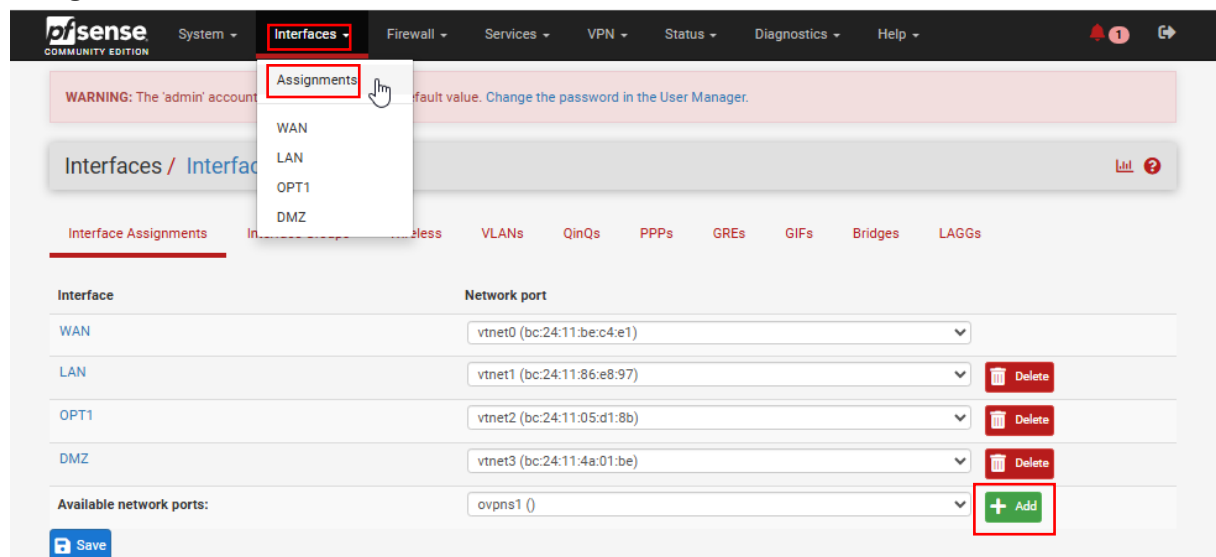 pfsense
COMMUNITY EDITION
System Interfaces Firewall Services VPN Status Diagnostics Help 1
Assignments
WAN
LAN
OPT1
DMZ
WARNING: The 'admin' account efault value. Change the password in the User Manager.
Interfaces / Interfac
Interface Assignments VLANs QinQs PPPs GREs GIFs Bridges LAGGs
Interface Network port
WAN vtnet0 (bc:24:11:be:c4:e1)
LAN vtnet1 (bc:24:11:86:e8:97) Delete
OPT1 vtnet2 (bc:24:11:05:d1:8b) Delete
DMZ vtnet3 (bc:24:11:4a:01:be) Delete
Available network ports: ovpns1 () Add
Save